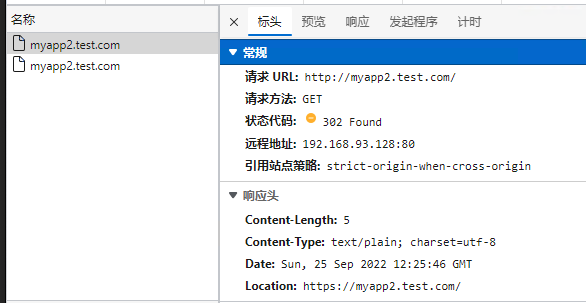 名称
myapp2.test.com
myapp2.test.com
× 标头 预览 响应 发起程序 计时
▼ 常规
请求 URL: http://myapp2.test.com/
请求方法: GET
状态代码: 302 Found
远程地址: 192.168.93.128:80
引用站点策略: strict-origin-when-cross-origin
▼ 响应头
Content-Length: 5
Content-Type: text/plain; charset=utf-8
Date: Sun, 25 Sep 2022 12:25:46 GMT
Location: https://myapp2.test.com/